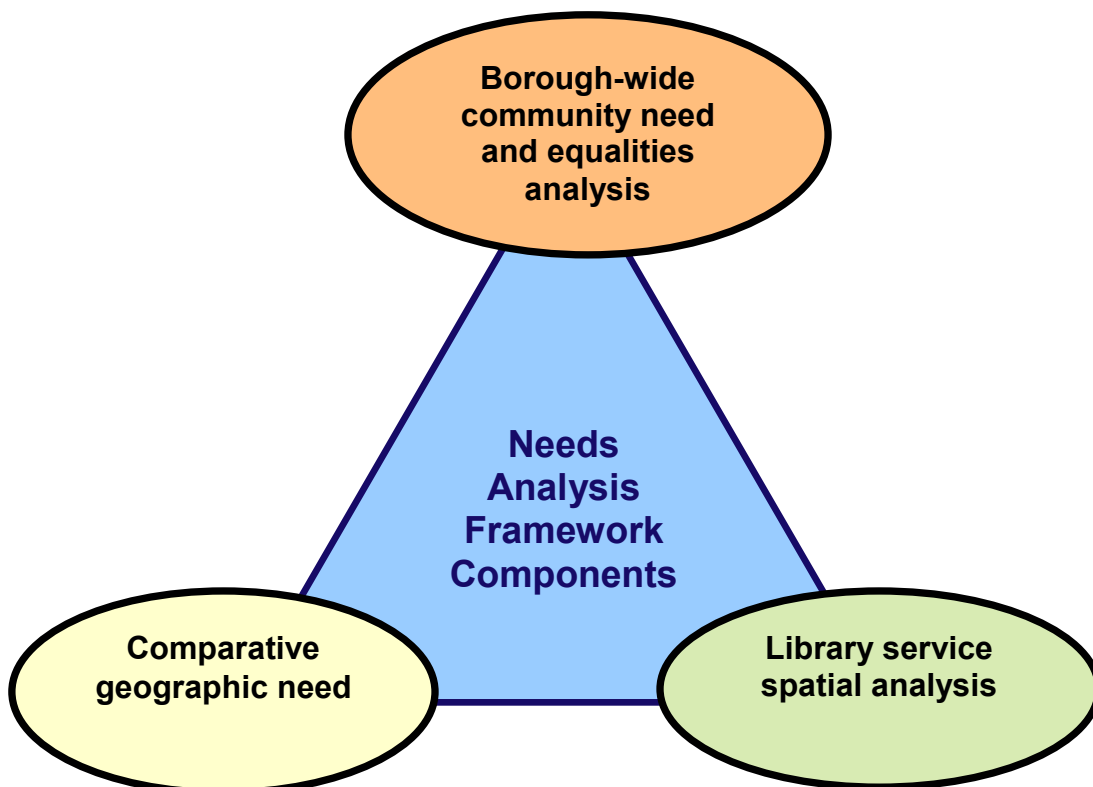 Borough-wide
community need
and equalities
analysis
Needs
Analysis
Framework
Components
Comparative
geographic need
Library service
spatial analysis